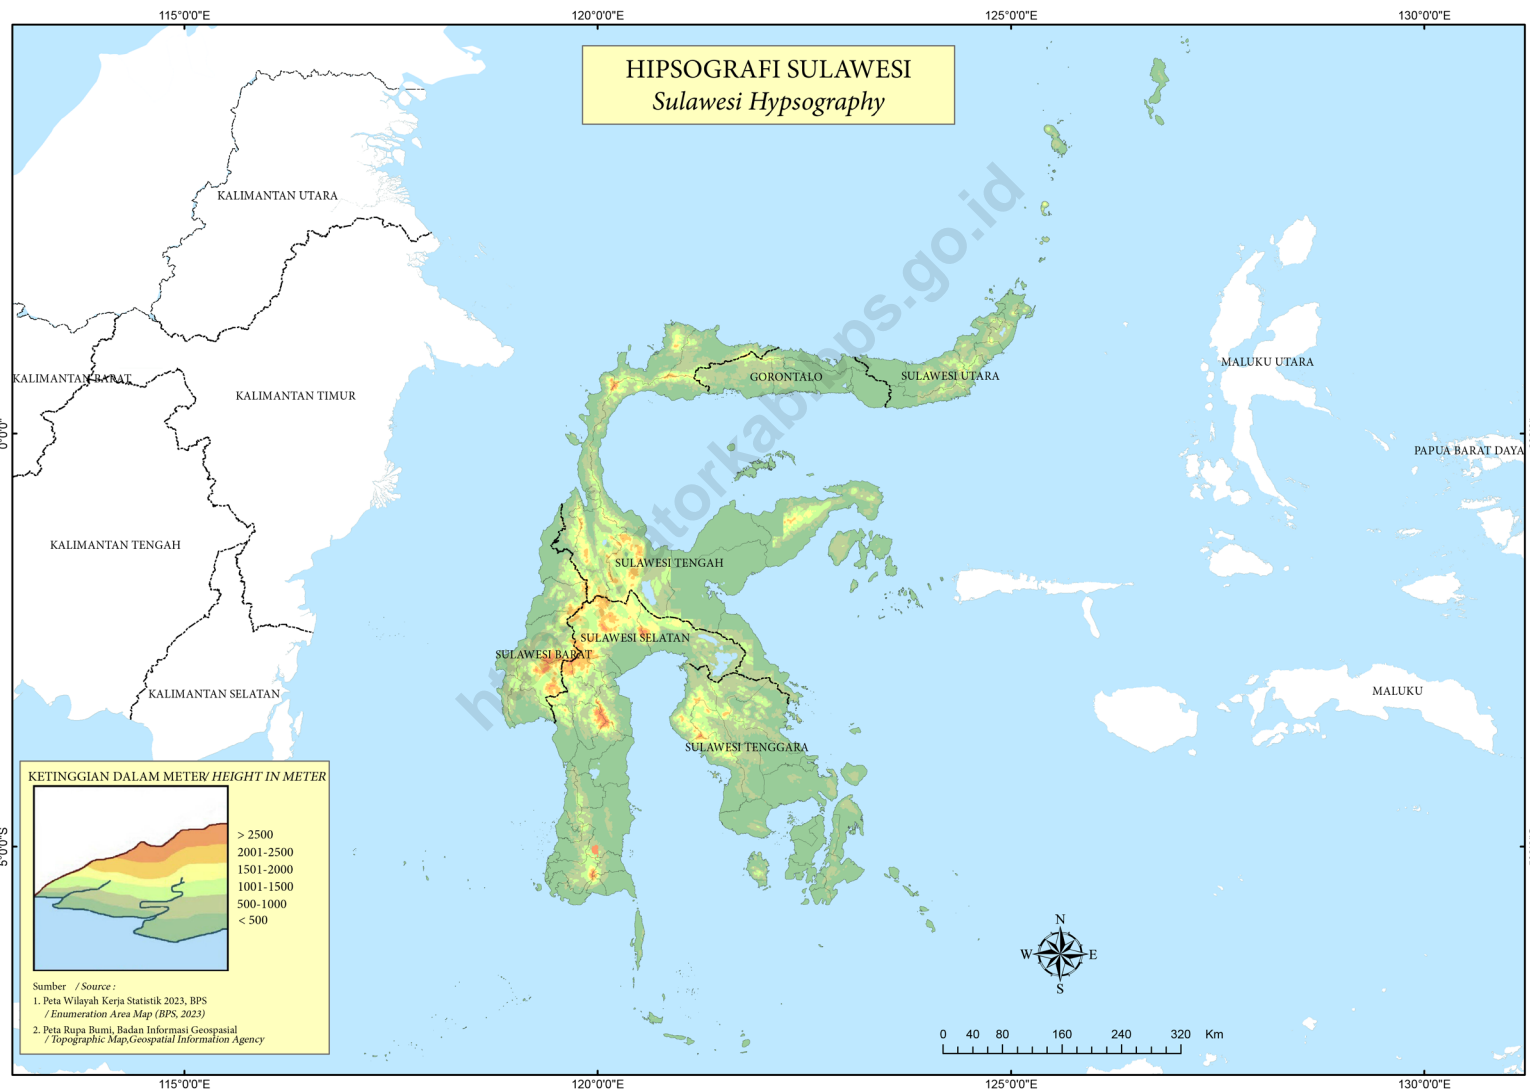 115°0'0"E
120°0'0"E
125°0'0"E
130°0'0"E
HIPSOGRAFI SULAWESI
Sulawesi Hypsography
KALIMANTAN UTARA
MALUKU UTARA
KALIMANTAN BARAT
GORONTALO
SULAWESI UTARA
KALIMANTAN TIMUR
0°0'0"
PAPUA BARAT DAYA
KALIMANTAN TENGAH
SULAWESI TENGAH
SULAWESI SELATAN
SULAWESI BARAT
KALIMANTAN SELATAN
MALUKU
SULAWESI TENGGARA
KETINGGIAN DALAM METER/ HEIGHT IN METER
> 2500
2001-2500
1501-2000
1001-1500
500-1000
< 500
5°0'0"S
Sumber / Source :
1. Peta Wilayah Kerja Statistik 2023, BPS
/ Enumeration Area Map (BPS, 2023)
2. Peta Rupa Bumi, Badan Informasi Geospasial
/ Topographic Map,Geospatial Information Agency
N
W
E
S
0 40 80 160 240 320 Km
115°0'0"E
120°0'0"E
125°0'0"E
130°0'0"E